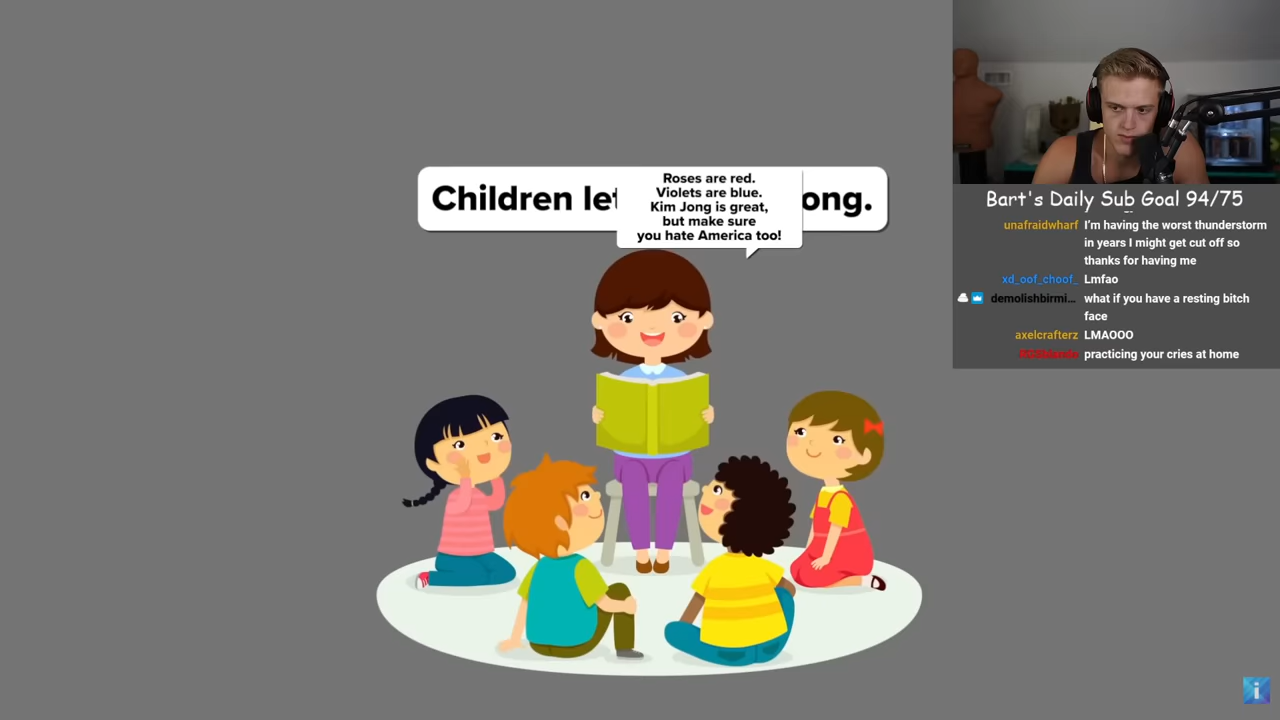 Children let
ong.
Roses are red.
Violets are blue.
Kim Jong is great,
but make sure
you hate America too!
Bart's Daily Sub Goal 94/75
unafraidwharf I'm having the worst thunderstorm
in years I might get cut off so
thanks for having me
xd_oof_choof_ Lmfao
demolishbirmi... what if you have a resting bitch
face
axelcrafterz LMAOOO
practicing your cries at home